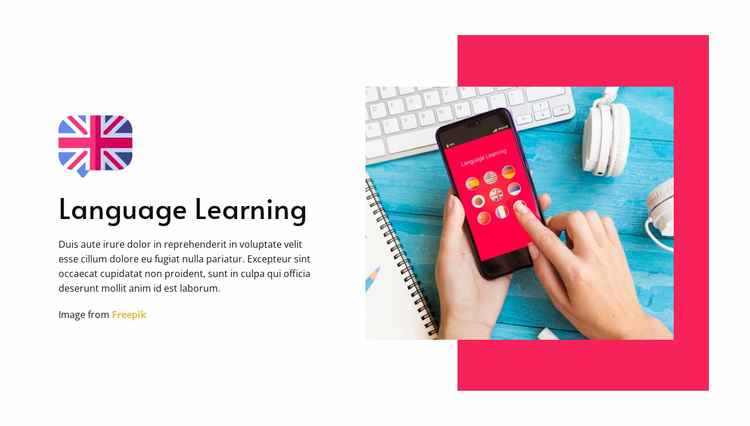 Language Learning
Duis aute irure dolor in reprehenderit in voluptate velit
esse cillum dolore eu fugiat nulla pariatur. Excepteur sint
occaecat cupidatat non proident, sunt in culpa qui officia
deserunt mollit anim id est laborum.
Image from Freepik
Language Learning